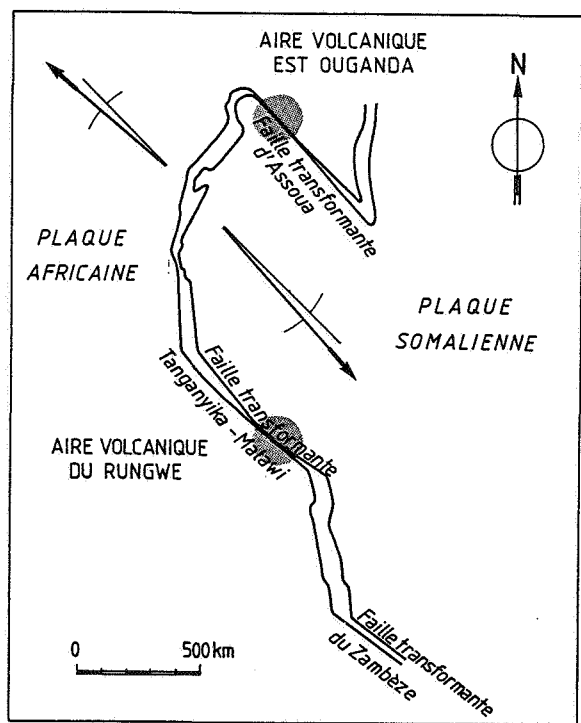 AIRE VOLCANIQUE
EST OUGANDA
N
Faille transformante
d'Assoua
PLAQUE
AFRICAINE
PLAQUE
SOMALIENNE
Faille transformante
Tanganyika-Malawi
AIRE VOLCANIQUE
DU RUNGWE
Faille transformante
du Zambèze
0 500km